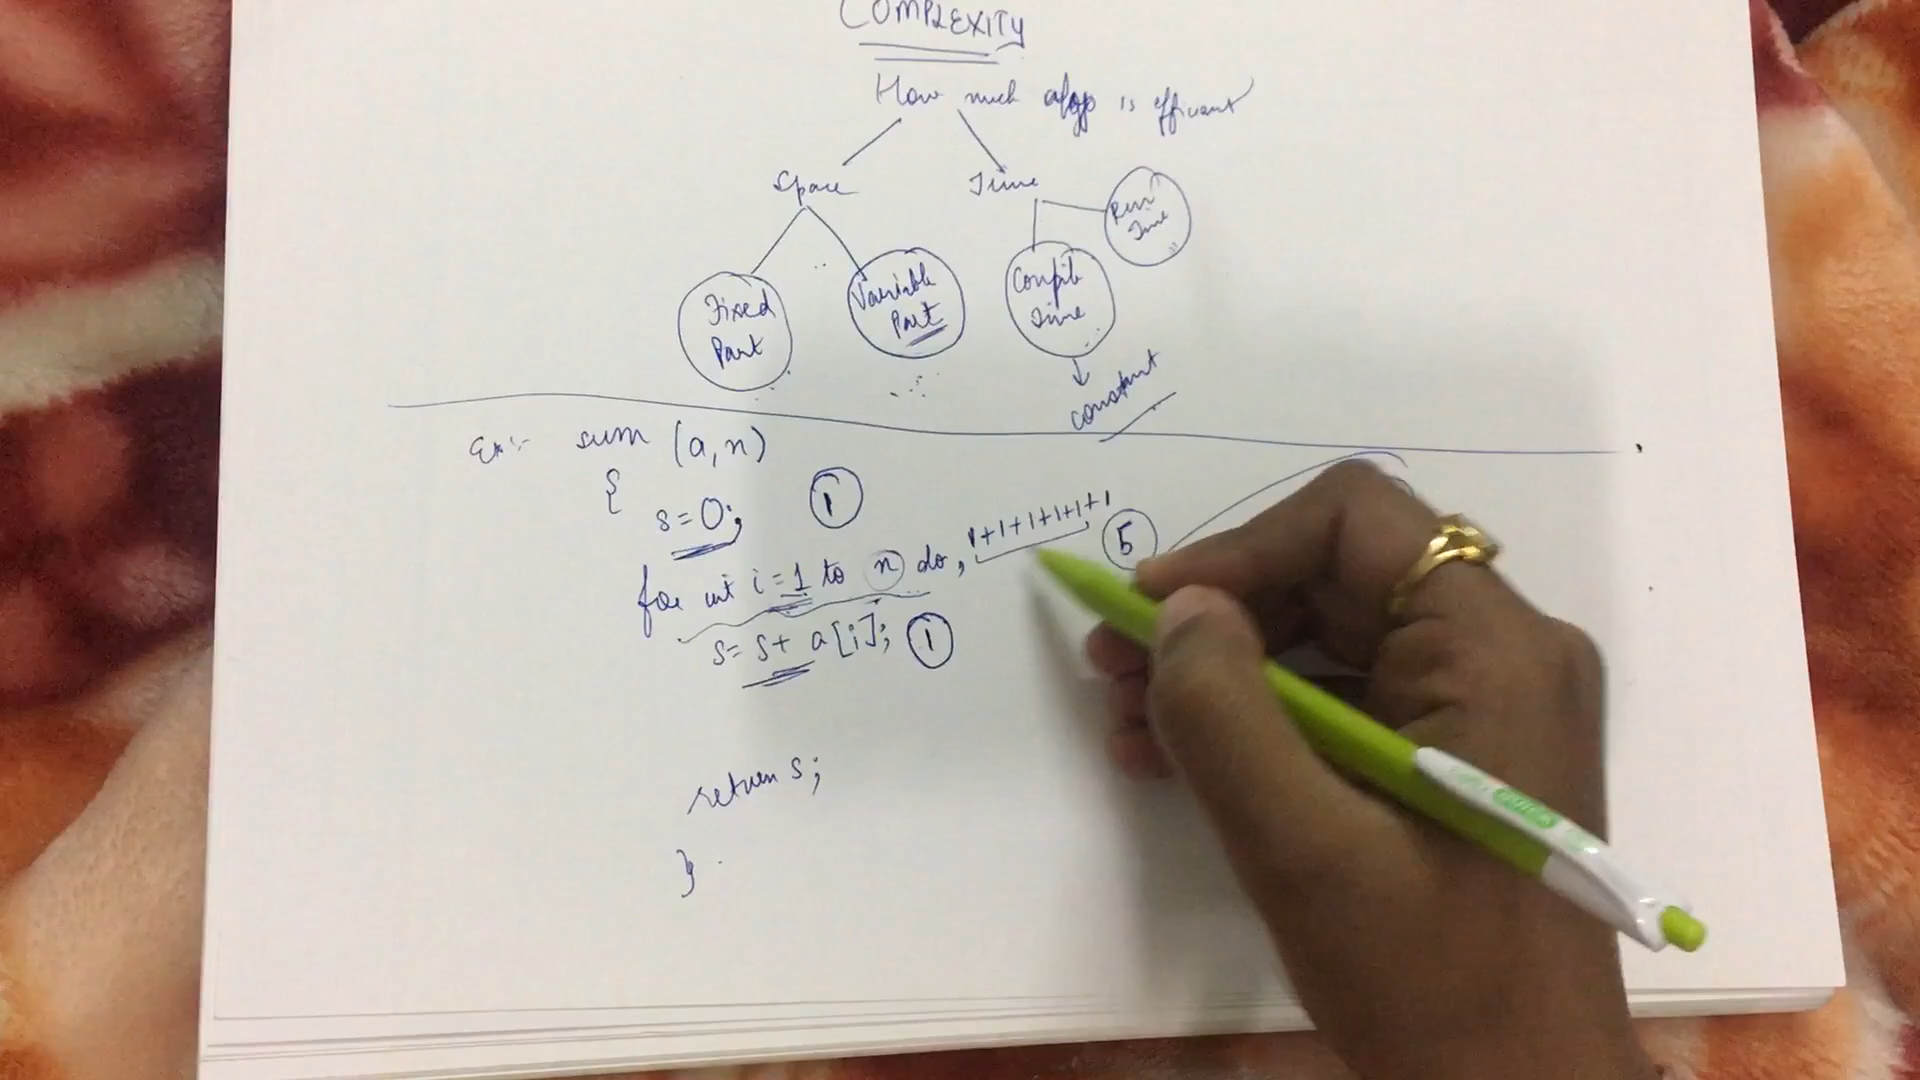 COMPLEXITY
How much algo is efficient
Space Time
Run
Time
Fixed
Part
Variable
Part
Compile
Time
constant
Ex:- sum (a,n)
{
s=0; 1
for int i=1 to n do, 1+1+1+1+1+1 5
s= s+ a[i]; 1
return s;
}